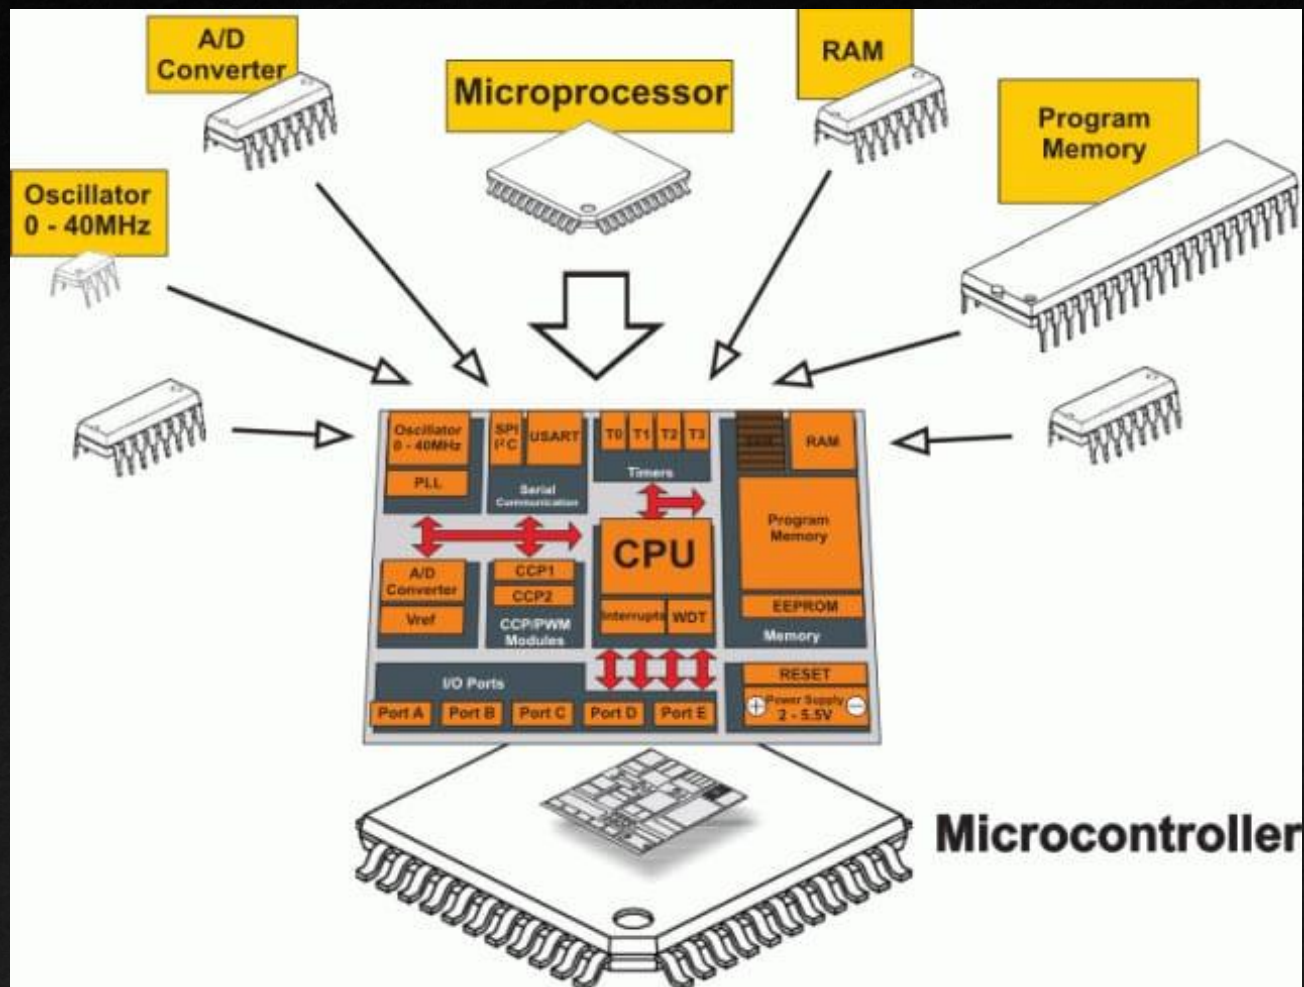 A/D
Converter
Microprocessor
RAM
Program
Memory
Oscillator
0 - 40MHz
Oscillator
0 - 40MHz
PLL
SPI
I²C
USART
Serial
Communication
T0 T1 T2 T3
Timers
RAM
Program
Memory
EEPROM
Memory
A/D
Converter
Vref
CCP1
CCP2
CCP/PWM
Modules
CPU
Interrupts WDT
I/O Ports
Port A Port B Port C Port D Port E
RESET
Power Supply
2 - 5.5V
Microcontroller